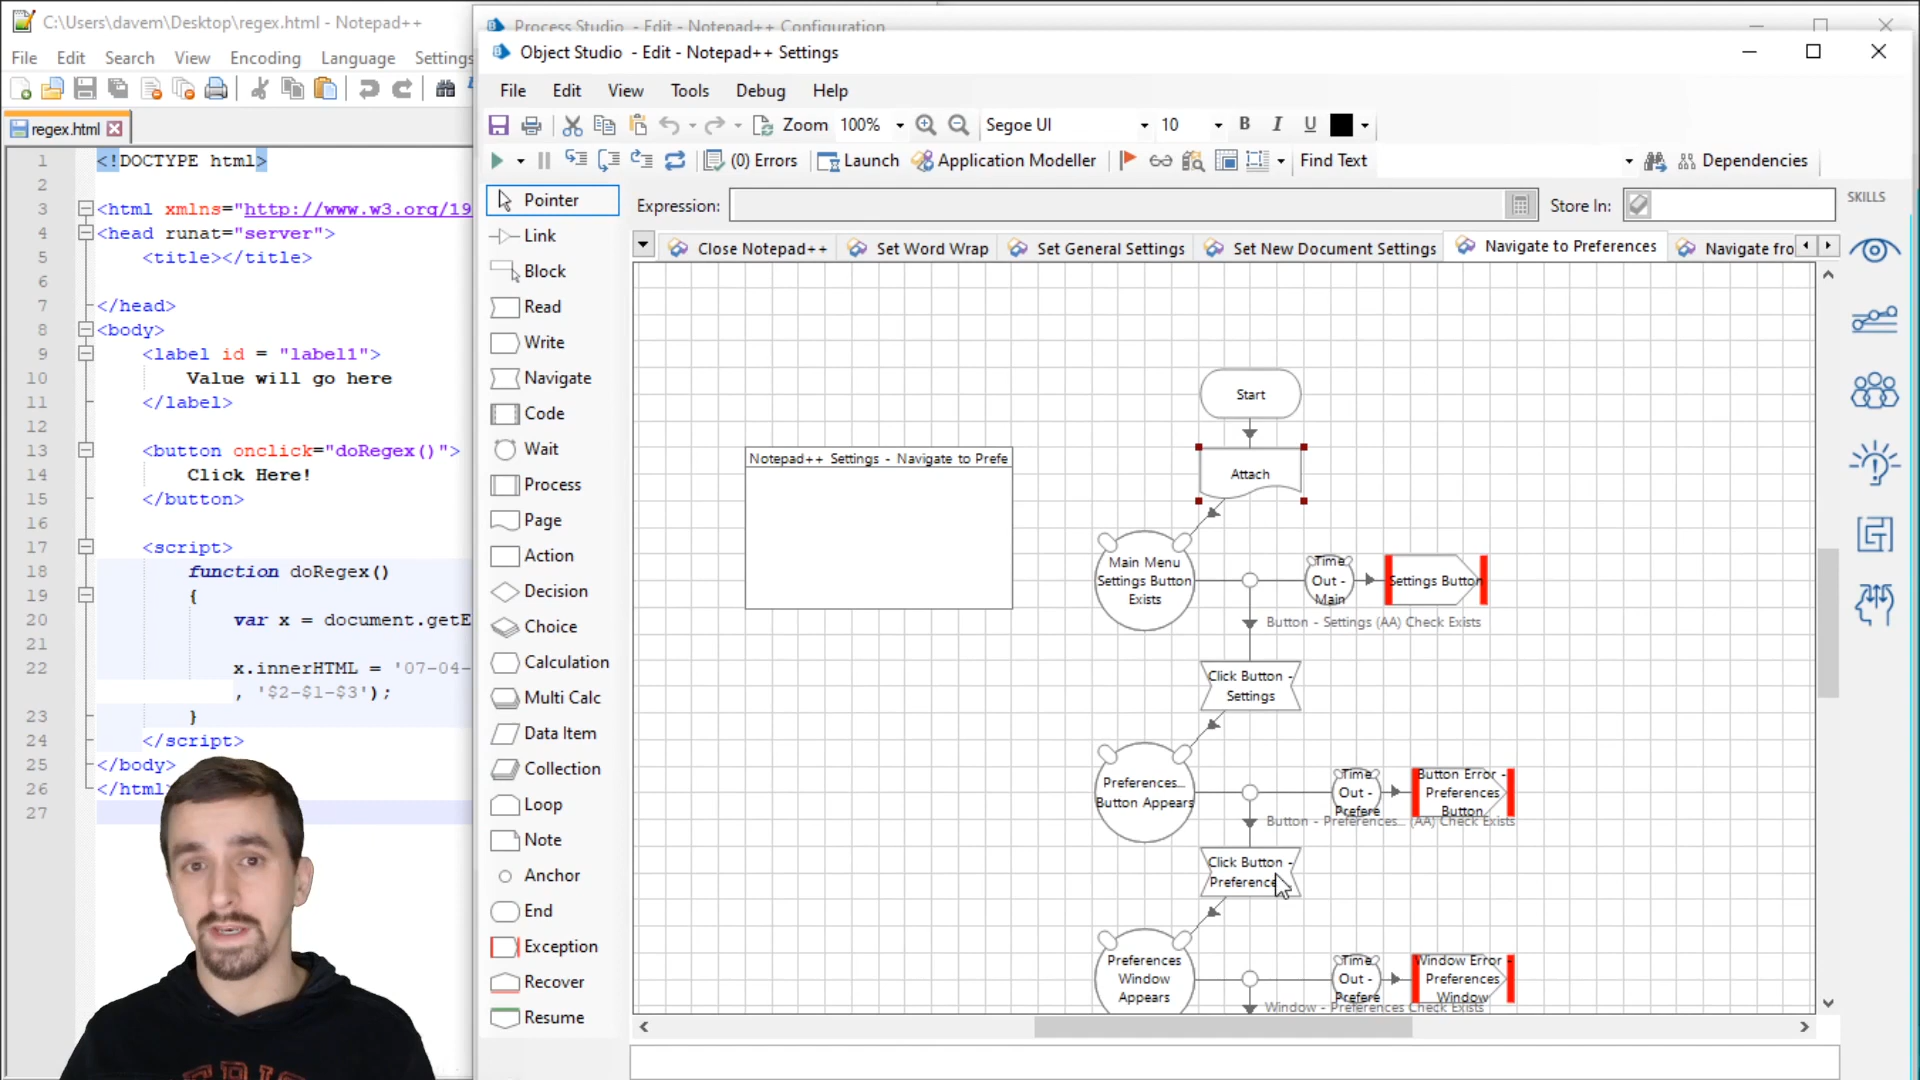 C:\Users\davem\Desktop\regex.html - Notepad++
File Edit Search View Encoding Language Settings
regex.html
1 <!DOCTYPE html>
2
3 <html xmlns="http://www.w3.org/19
4 <head runat="server">
5 <title></title>
6
7 </head>
8 <body>
9 <label id = "label1">
10 Value will go here
11 </label>
12
13 <button onclick="doRegex()">
14 Click Here!
15 </button>
16
17 <script>
18 function doRegex()
19 {
20 var x = document.getE
21
22 x.innerHTML = '07-04-
, '$2-$1-$3');
23 }
24 </script>
25 </body>
26 </html>
27
Process Studio - Edit - Notepad++ Configuration
Object Studio - Edit - Notepad++ Settings
File Edit View Tools Debug Help
Zoom 100% Segoe UI 10 B I U
(0) Errors Launch Application Modeller Find Text Dependencies
Expression: Store In:
Close Notepad++ Set Word Wrap Set General Settings Set New Document Settings Navigate to Preferences Navigate fro
Pointer
Link
Block
Read
Write
Navigate
Code
Wait
Process
Page
Action
Decision
Choice
Calculation
Multi Calc
Data Item
Collection
Loop
Note
Anchor
End
Exception
Recover
Resume
Notepad++ Settings - Navigate to Prefe
Start
Attach
Main Menu
Settings Button
Exists
Time
Out -
Main
Settings Button
Button - Settings (AA) Check Exists
Click Button -
Settings
Preferences...
Button Appears
Time
Out -
Prefere
Button Error -
Preferences
Button
Button - Preferences... (AA) Check Exists
Click Button -
Preference
Preferences
Window
Appears
Time
Out -
Prefere
Window Error -
Preferences
Window
Window - Preferences Check Exists
SKILLS